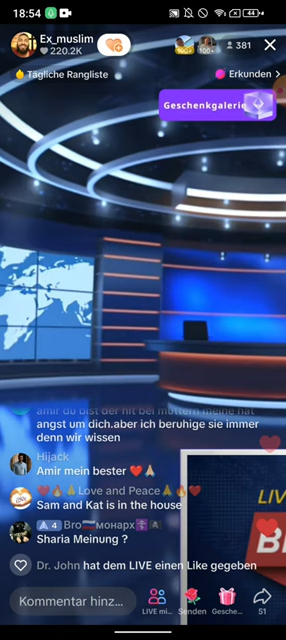 18:54
44
Ex_muslim
220.2K
100+
381
Tägliche Rangliste
Erkunden
Geschenkgalerie
amir du bist der hit bei müttern meine hat
angst um dich.aber ich beruhige sie immer
denn wir wissen
Hijack
Amir mein bester ❤️🙏🏼
❤️🔥🙏Love and Peace🙏🔥❤️
Sam and Kat is in the house
4 Bro🇷🇺монарх☦️
Sharia Meinung ?
LIV
B
Dr. John hat dem LIVE einen Like gegeben
Kommentar hinz...
LIVE mi...
Senden
Gesche...
51